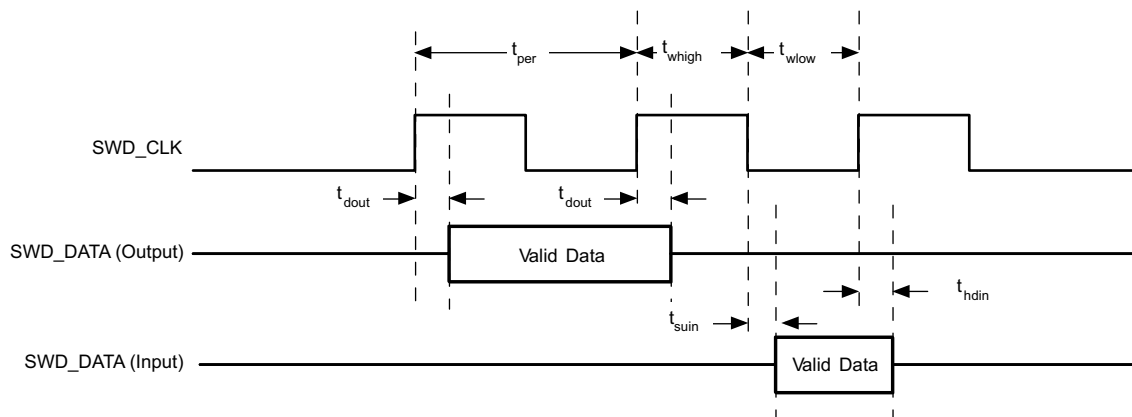 t_per t_whigh t_wlow
SWD_CLK
t_dout t_dout
SWD_DATA (Output) Valid Data
t_hdin
t_suin
SWD_DATA (Input) Valid Data